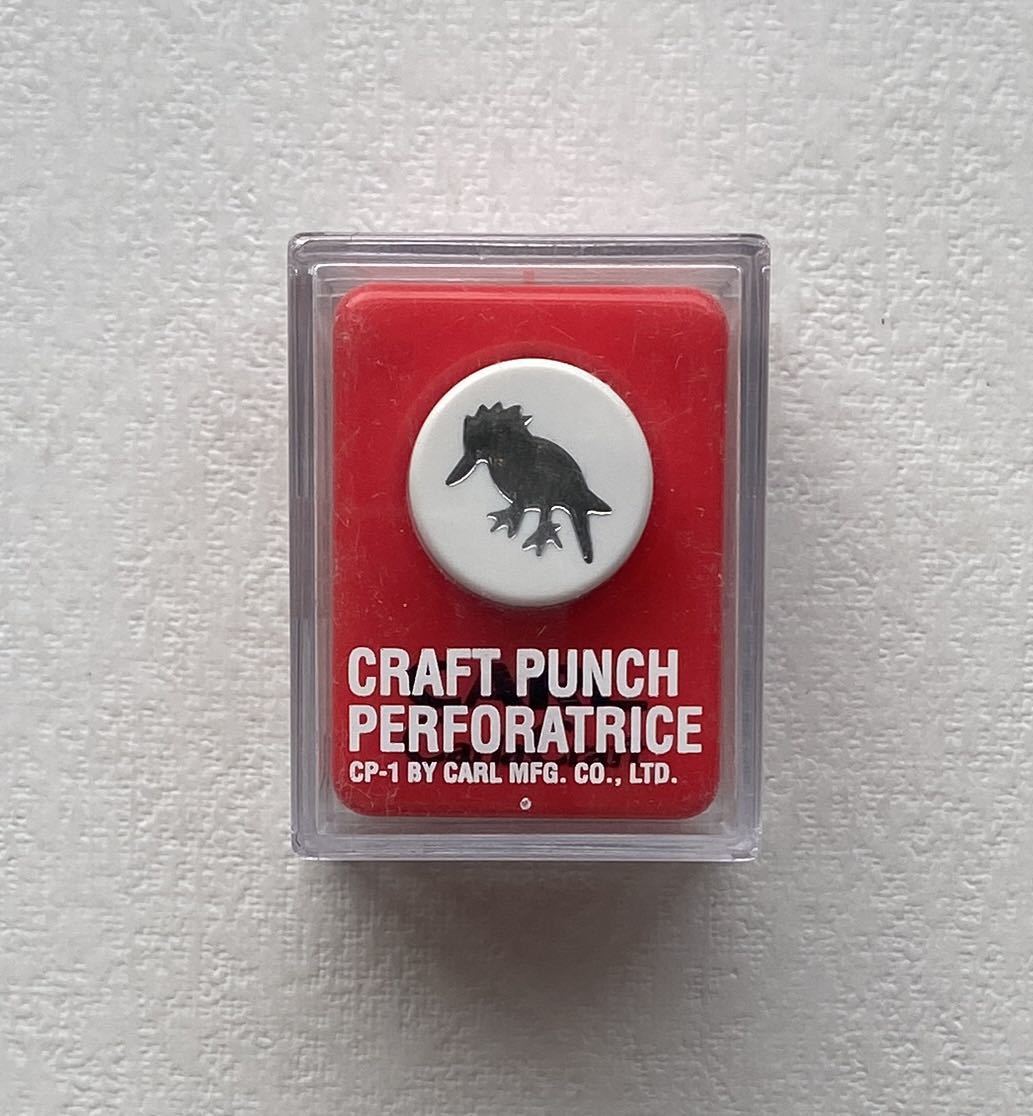 CRAFT PUNCH
PERFORATRICE
CP-1 BY CARL MFG. CO., LTD.